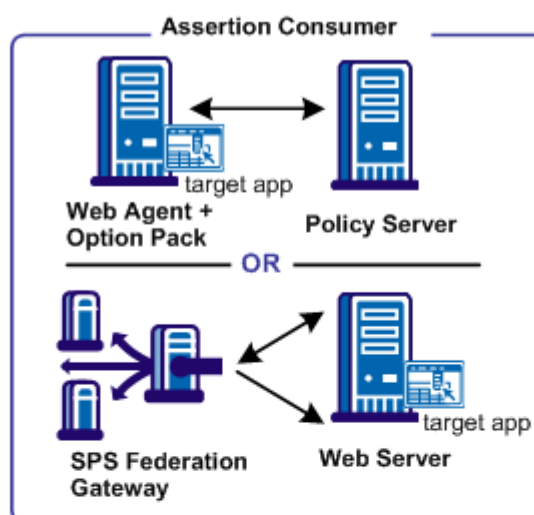 Assertion Consumer
target app
Web Agent +
Option Pack
Policy Server
OR
target app
SPS Federation
Gateway
Web Server